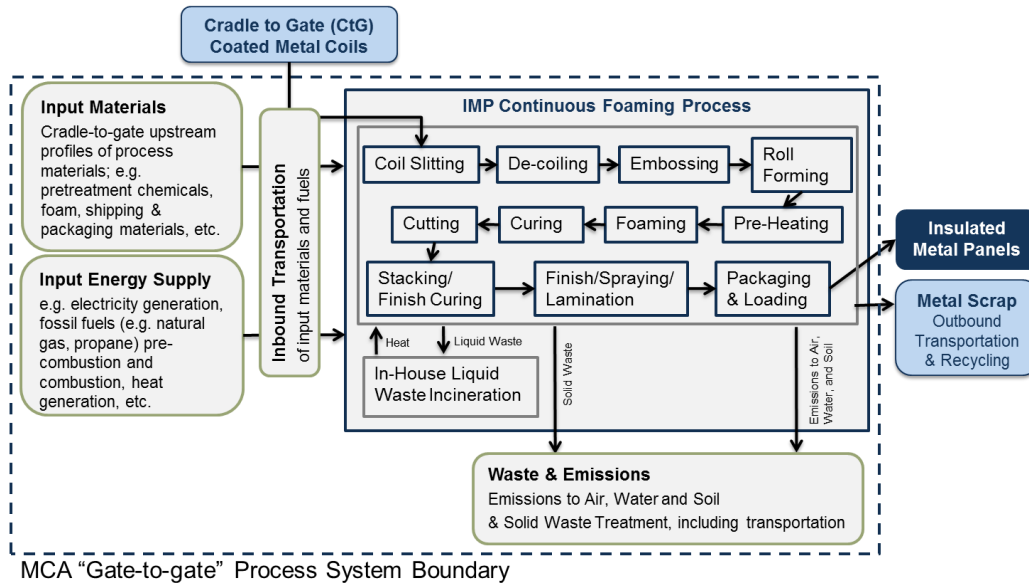 Cradle to Gate (CtG)
Coated Metal Coils
Input Materials
Cradle-to-gate upstream
profiles of process
materials; e.g.
pretreatment chemicals,
foam, shipping &
packaging materials, etc.
Input Energy Supply
e.g. electricity generation,
fossil fuels (e.g. natural
gas, propane) pre-
combustion and
combustion, heat
generation, etc.
Inbound Transportation
of input materials and fuels
IMP Continuous Foaming Process
Coil Slitting
De-coiling
Embossing
Roll
Forming
Pre-Heating
Foaming
Curing
Cutting
Stacking/
Finish Curing
Finish/Spraying/
Lamination
Packaging
& Loading
Heat
Liquid Waste
In-House Liquid
Waste Incineration
Solid Waste
Emissions to Air,
Water, and Soil
Insulated
Metal Panels
Metal Scrap
Outbound
Transportation
& Recycling
Waste & Emissions
Emissions to Air, Water and Soil
& Solid Waste Treatment, including transportation
MCA “Gate-to-gate” Process System Boundary